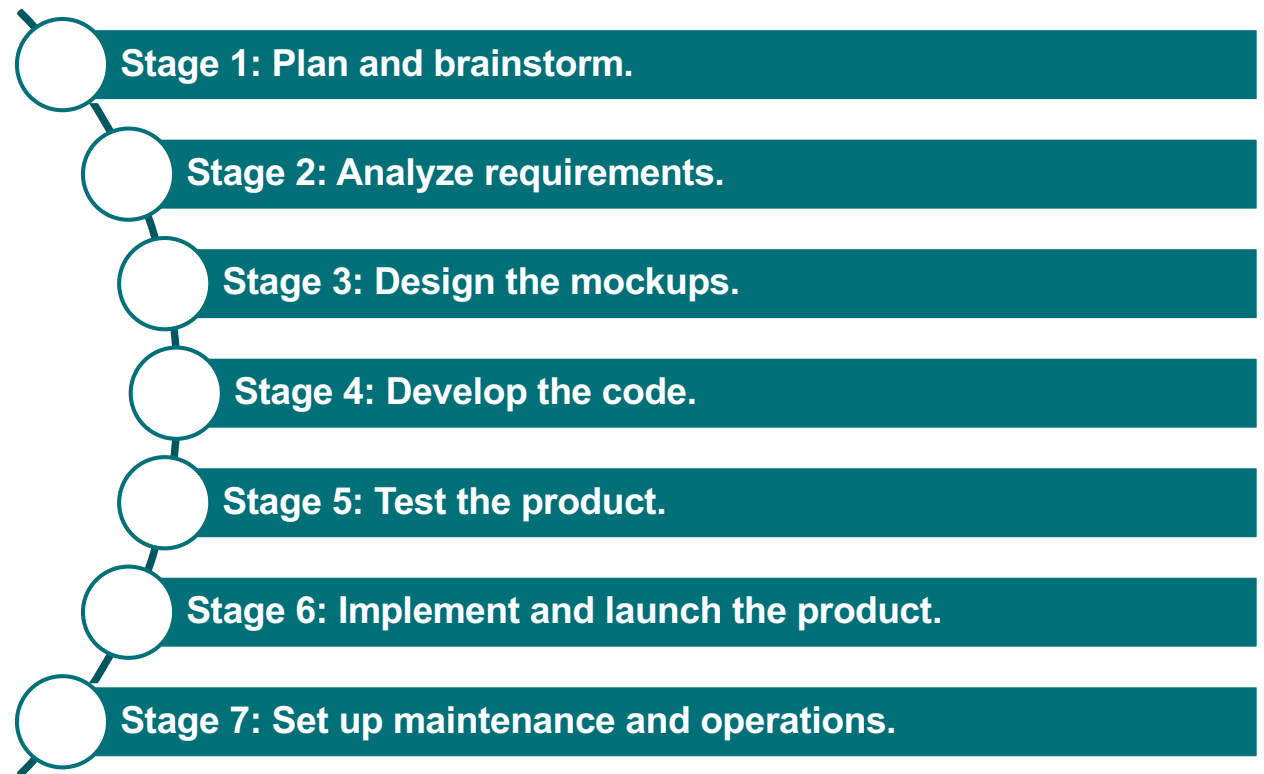 Stage 1: Plan and brainstorm.
Stage 2: Analyze requirements.
Stage 3: Design the mockups.
Stage 4: Develop the code.
Stage 5: Test the product.
Stage 6: Implement and launch the product.
Stage 7: Set up maintenance and operations.